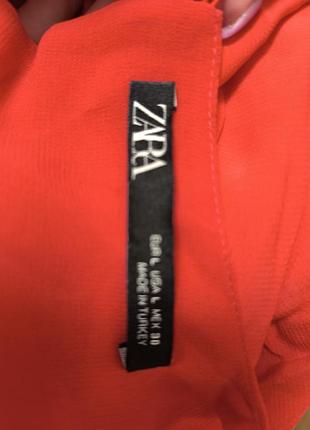 ZARA
EUR L USA L MEX 30
MADE IN TURKEY